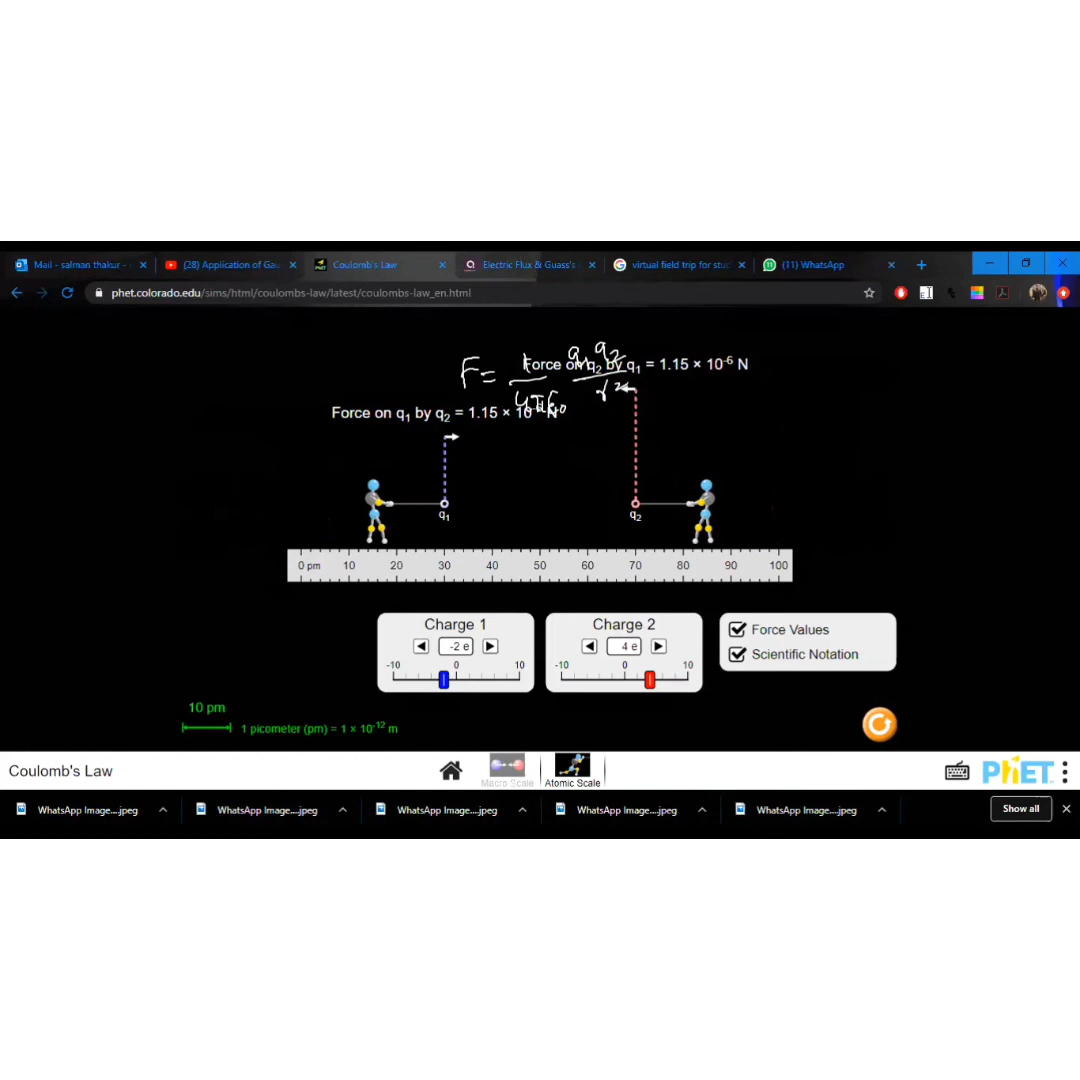 Mail - salman thakur -
(28) Application of Gau
Coulomb's Law
Electric Flux & Guass's
virtual field trip for stud
(11) WhatsApp
phet.colorado.edu/sims/html/coulombs-law/latest/coulombs-law_en.html
Force on q₂ by q₁ = 1.15 × 10⁻⁶ N
F = 1/4πε₀ q₁q₂/r²
Force on q₁ by q₂ = 1.15 × 10 N
q₁ q₂
0 pm 10 20 30 40 50 60 70 80 90 100
Charge 1
-2 e
-10 0 10
Charge 2
4 e
-10 0 10
Force Values
Scientific Notation
10 pm
1 picometer (pm) = 1 × 10⁻¹² m
Coulomb's Law
Macro Scale
Atomic Scale
PhET
WhatsApp Image....jpeg
WhatsApp Image....jpeg
WhatsApp Image....jpeg
WhatsApp Image....jpeg
WhatsApp Image....jpeg
Show all